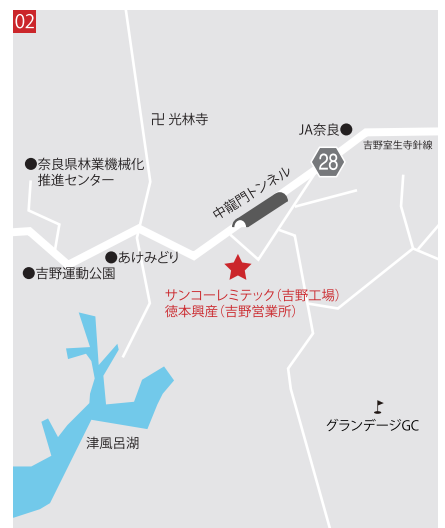 02
卍 光林寺
JA奈良
28
吉野室生寺針線
奈良県林業機械化
推進センター
中龍門トンネル
あけみどり
吉野運動公園
サンコーレミテック（吉野工場）
徳本興産（吉野営業所）
グランデージGC
津風呂湖